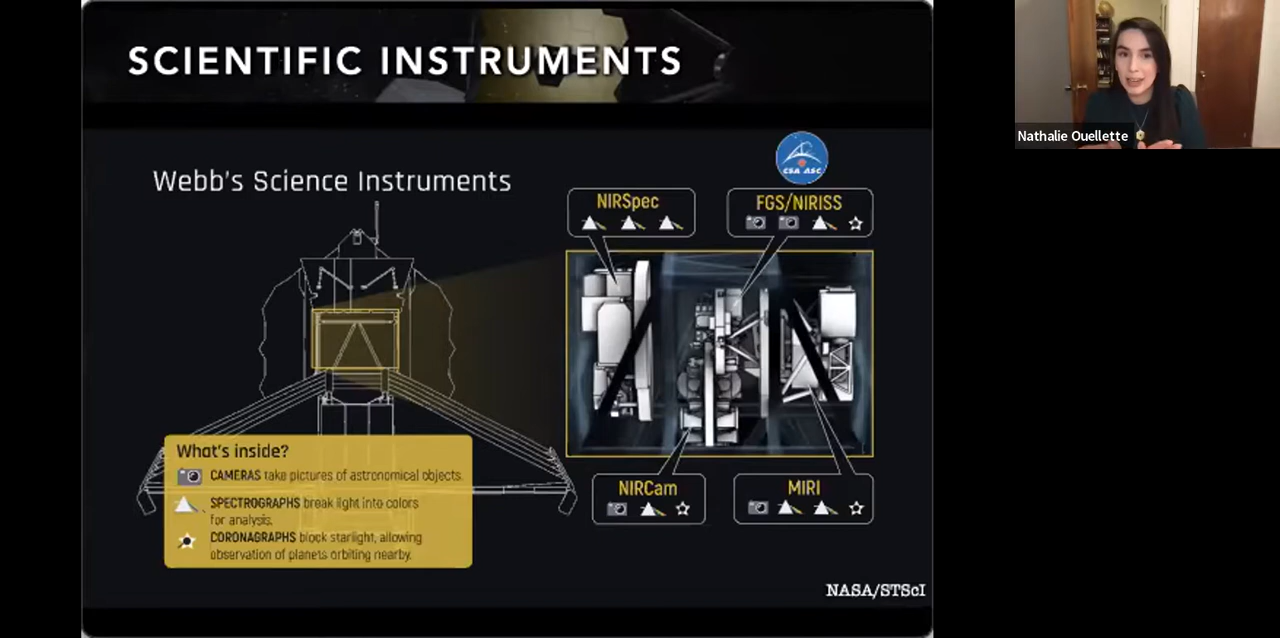 SCIENTIFIC INSTRUMENTS
Nathalie Ouellette
Webb's Science Instruments
CSA ASC
NIRSpec
FGS/NIRISS
What's inside?
CAMERAS take pictures of astronomical objects.
SPECTROGRAPHS break light into colors
for analysis.
CORONAGRAPHS block starlight, allowing
observation of planets orbiting nearby.
NIRCam
MIRI
NASA/STScI